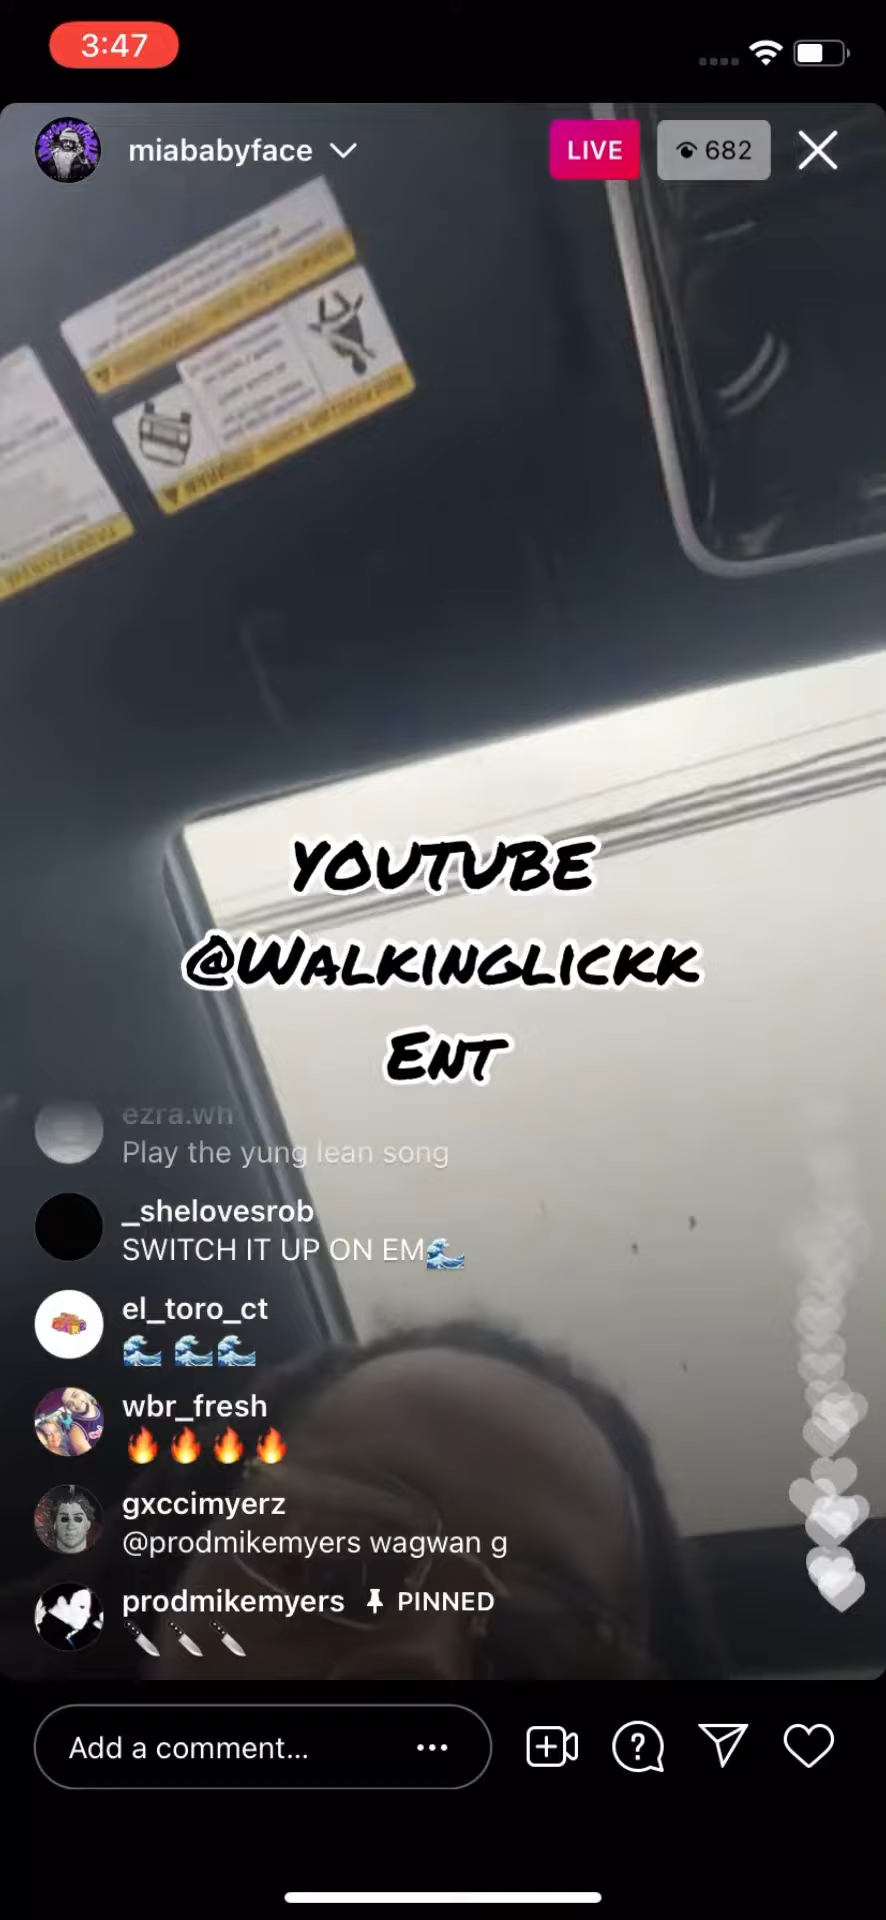 3:47
miababyface
LIVE
682
YOUTUBE
@WALKINGLICKK
ENT
ezra.wh
Play the yung lean song
_shelovesrob
SWITCH IT UP ON EM🌊
el_toro_ct
🌊 🌊🌊
wbr_fresh
🔥 🔥 🔥 🔥
gxccimyerz
@prodmikemyers wagwan g
prodmikemyers PINNED
🔪 🔪 🔪
Add a comment...